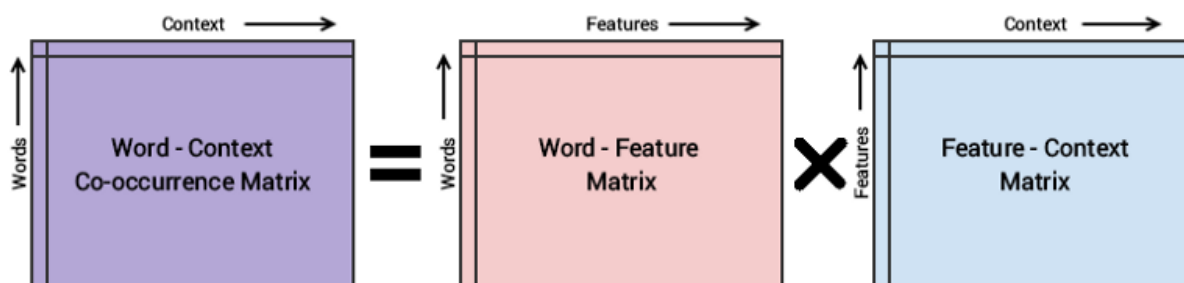 Context
Words
Word - Context
Co-occurrence Matrix
Features
Words
Word - Feature
Matrix
Context
Features
Feature - Context
Matrix